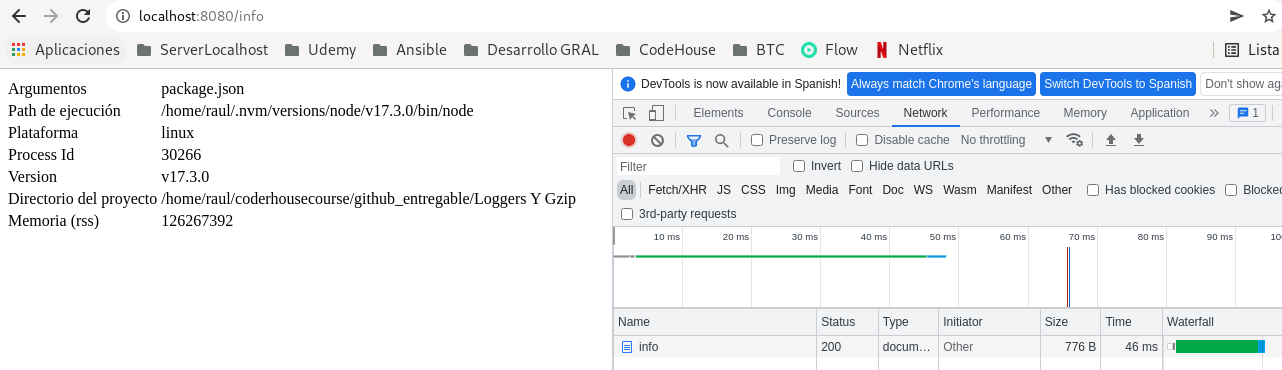 localhost:8080/info
Aplicaciones ServerLocalhost Udemy Ansible Desarrollo GRAL CodeHouse BTC Flow Netflix Lista
Argumentos package.json
Path de ejecución /home/raul/.nvm/versions/node/v17.3.0/bin/node
Plataforma linux
Process Id 30266
Version v17.3.0
Directorio del proyecto /home/raul/coderhousecourse/github_entregable/Loggers Y Gzip
Memoria (rss) 126267392
DevTools is now available in Spanish! Always match Chrome's language Switch DevTools to Spanish Don't show aga
Elements Console Sources Network Performance Memory Application » 1
Preserve log Disable cache No throttling
Filter Invert Hide data URLs
All Fetch/XHR JS CSS Img Media Font Doc WS Wasm Manifest Other Has blocked cookies Blocked
3rd-party requests
10 ms 20 ms 30 ms 40 ms 50 ms 60 ms 70 ms 80 ms 90 ms 100
Name Status Type Initiator Size Time Waterfall
info 200 docum... Other 776 B 46 ms